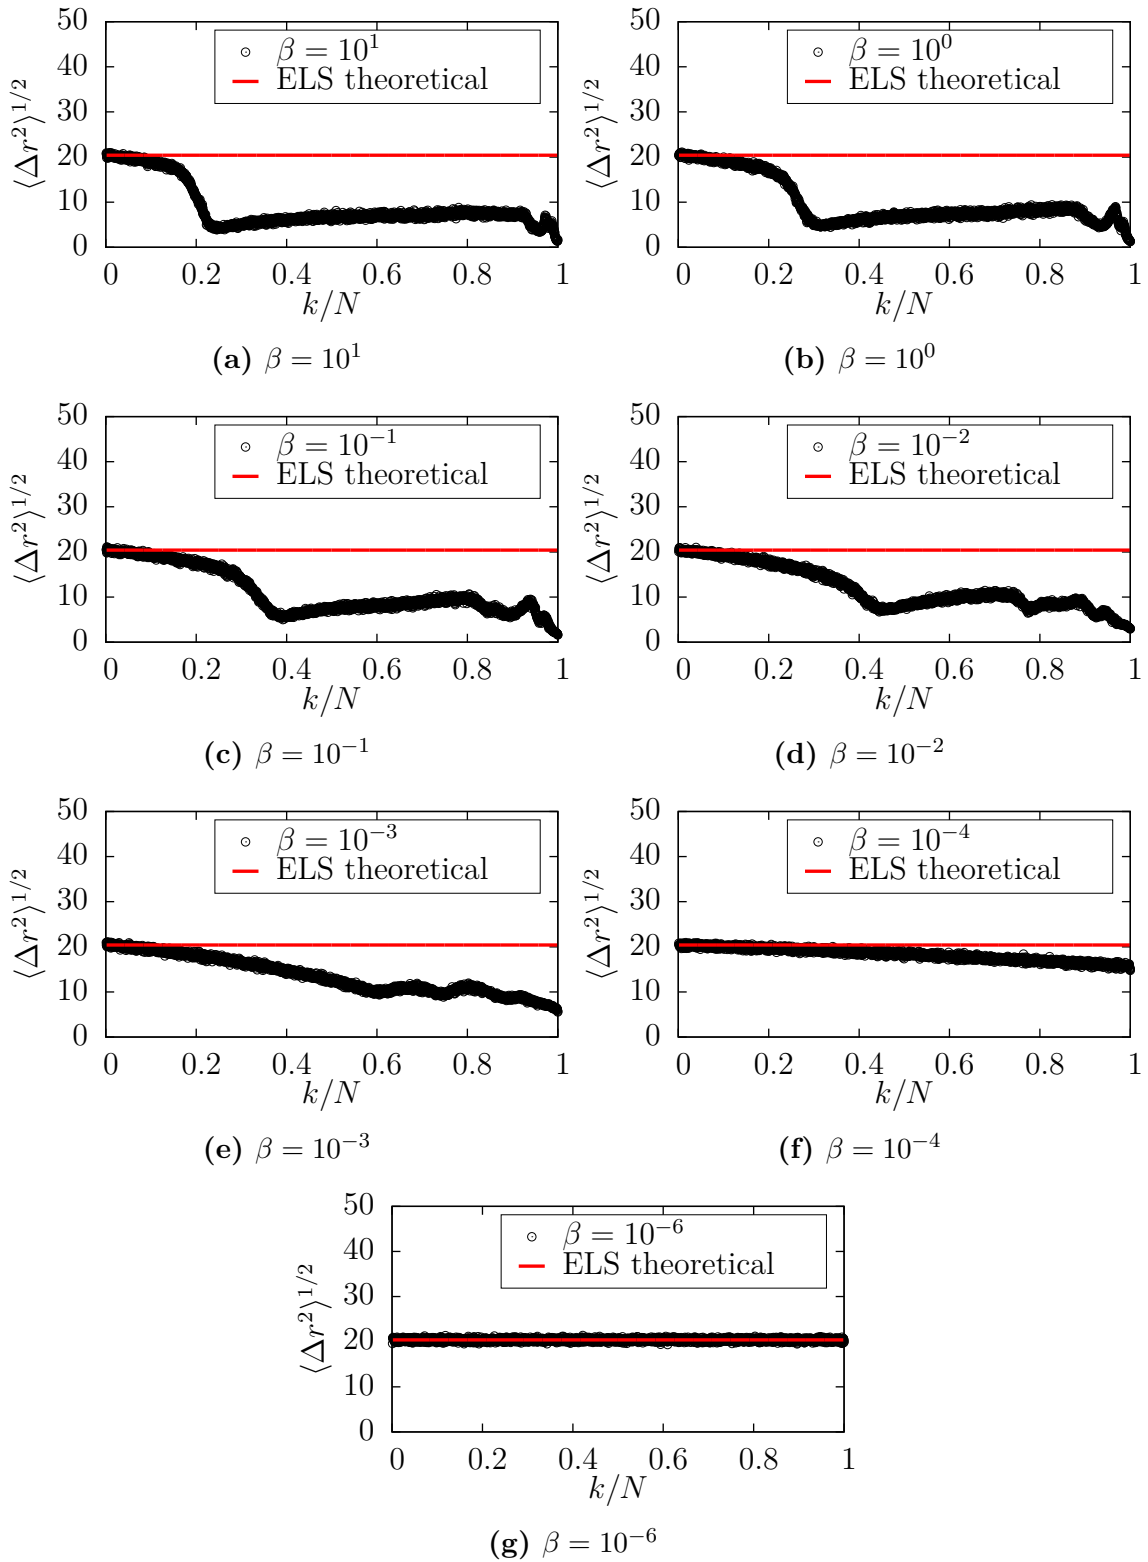 50
40
30
20
10
0
⟨Δr²⟩^{1/2}
β = 10¹
ELS theoretical
0 0.2 0.4 0.6 0.8 1
k/N
(a) β = 10¹
50
40
30
20
10
0
⟨Δr²⟩^{1/2}
β = 10⁰
ELS theoretical
0 0.2 0.4 0.6 0.8 1
k/N
(b) β = 10⁰
50
40
30
20
10
0
⟨Δr²⟩^{1/2}
β = 10⁻¹
ELS theoretical
0 0.2 0.4 0.6 0.8 1
k/N
(c) β = 10⁻¹
50
40
30
20
10
0
⟨Δr²⟩^{1/2}
β = 10⁻²
ELS theoretical
0 0.2 0.4 0.6 0.8 1
k/N
(d) β = 10⁻²
50
40
30
20
10
0
⟨Δr²⟩^{1/2}
β = 10⁻³
ELS theoretical
0 0.2 0.4 0.6 0.8 1
k/N
(e) β = 10⁻³
50
40
30
20
10
0
⟨Δr²⟩^{1/2}
β = 10⁻⁴
ELS theoretical
0 0.2 0.4 0.6 0.8 1
k/N
(f) β = 10⁻⁴
50
40
30
20
10
0
⟨Δr²⟩^{1/2}
β = 10⁻⁶
ELS theoretical
0 0.2 0.4 0.6 0.8 1
k/N
(g) β = 10⁻⁶